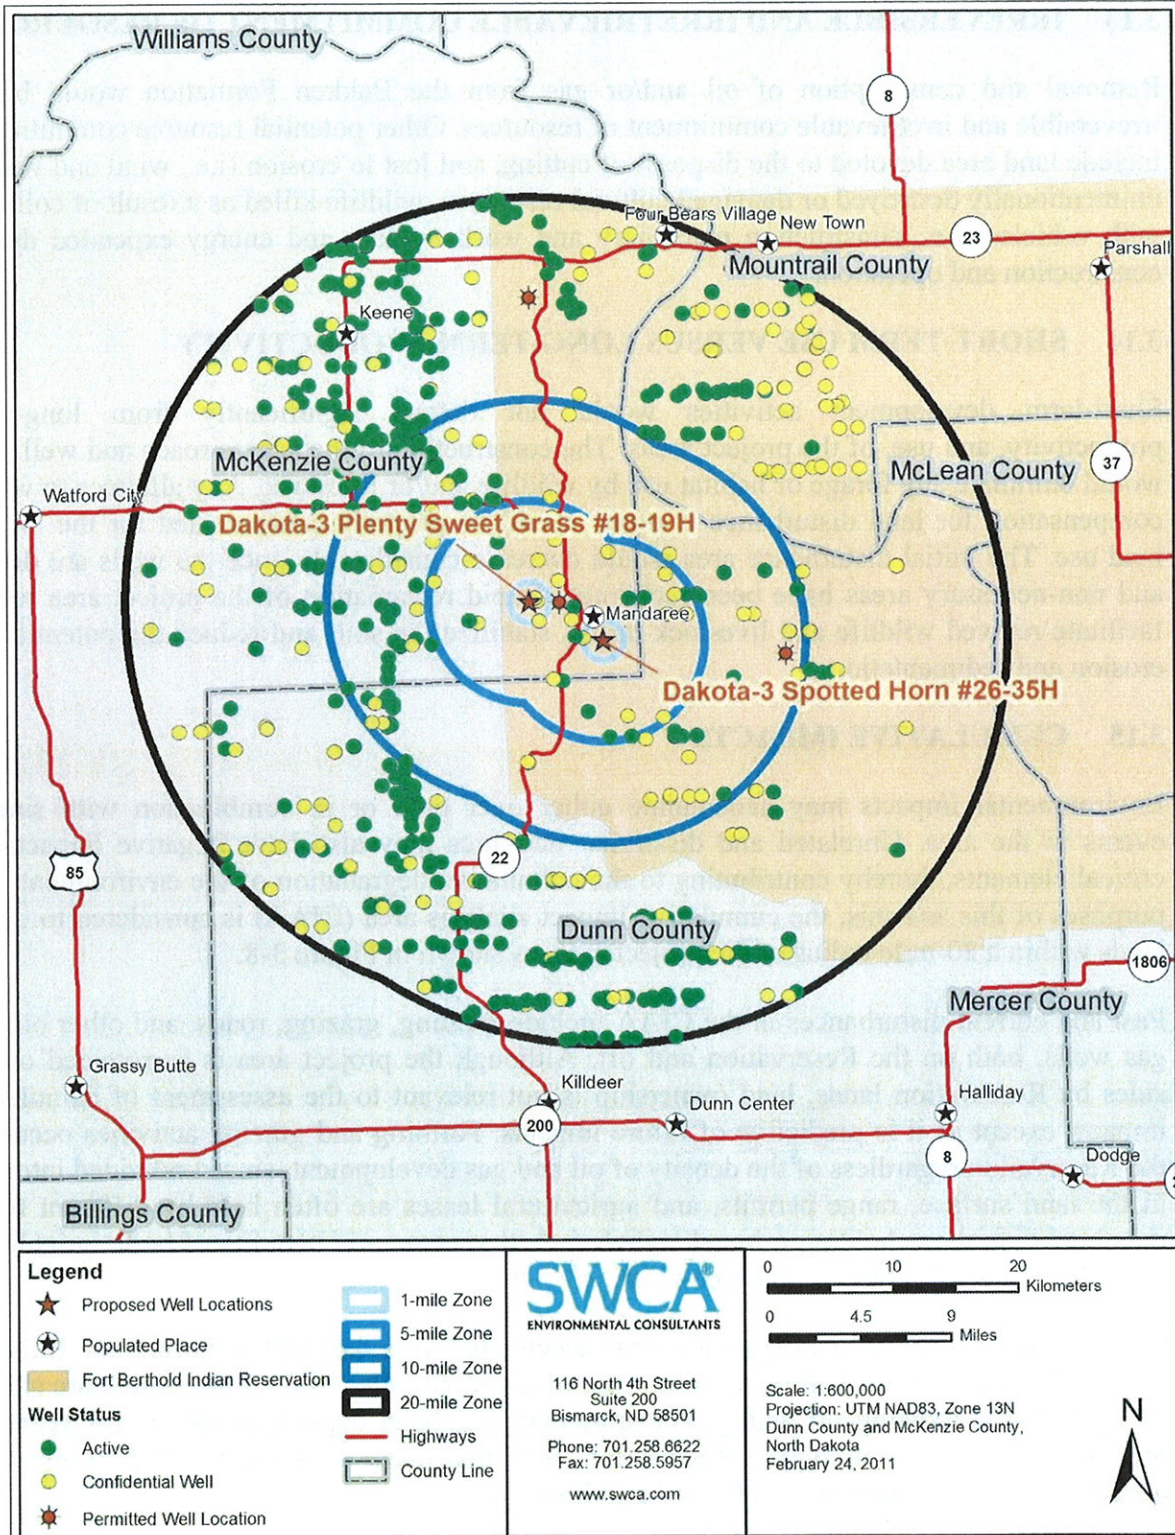 Williams County
8
Four Bears Village
New Town
23
Parshall
Mountrail County
Keene
McKenzie County
McLean County
37
Watford City
Dakota-3 Plenty Sweet Grass #18-19H
Mandaree
Dakota-3 Spotted Horn #26-35H
85
22
Dunn County
1806
Mercer County
Grassy Butte
Killdeer
Dunn Center
Halliday
200
8
Dodge
Billings County
Legend
Proposed Well Locations
Populated Place
Fort Berthold Indian Reservation
Well Status
Active
Confidential Well
Permitted Well Location
1-mile Zone
5-mile Zone
10-mile Zone
20-mile Zone
Highways
County Line
SWCA®
ENVIRONMENTAL CONSULTANTS
116 North 4th Street
Suite 200
Bismarck, ND 58501
Phone: 701.258.6622
Fax: 701.258.5957
www.swca.com
0 10 20
Kilometers
0 4.5 9
Miles
Scale: 1:600,000
Projection: UTM NAD83, Zone 13N
Dunn County and McKenzie County,
North Dakota
February 24, 2011
N